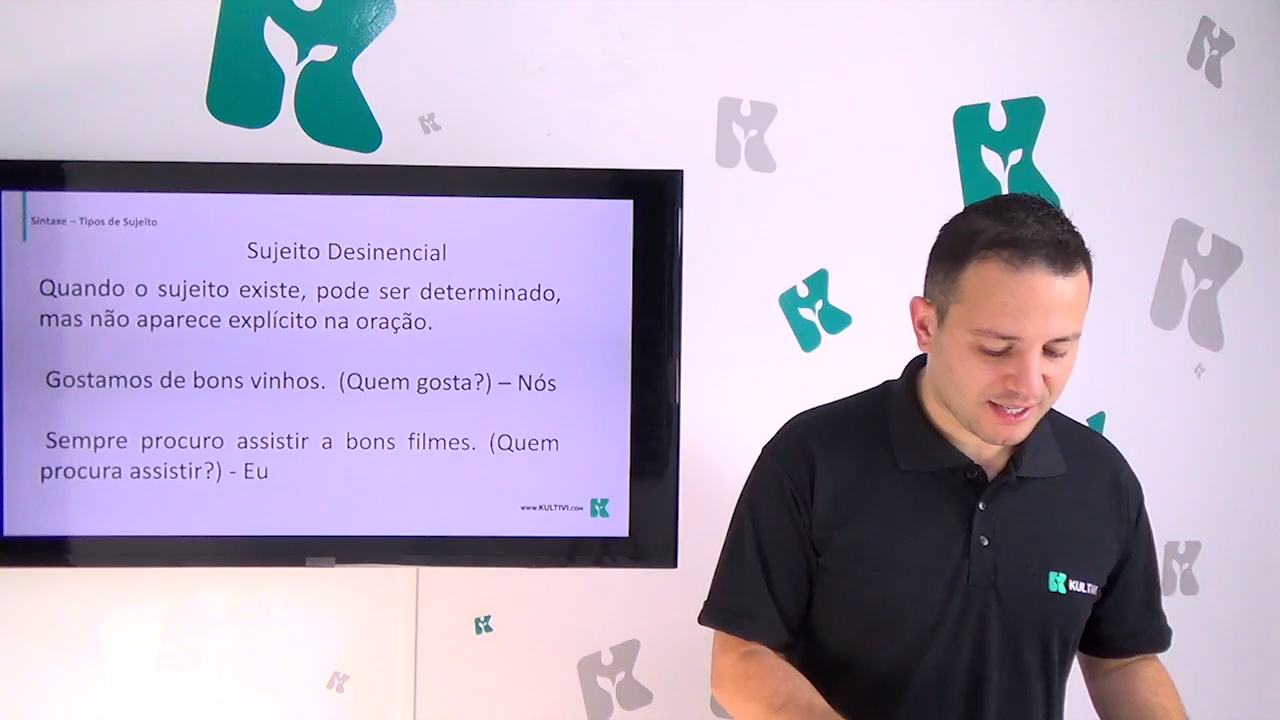 Sintaxe – Tipos de Sujeito
Sujeito Desinencial
Quando o sujeito existe, pode ser determinado,
mas não aparece explícito na oração.
Gostamos de bons vinhos. (Quem gosta?) – Nós
Sempre procuro assistir a bons filmes. (Quem
procura assistir?) - Eu
www.KULTIVI.com
KULTIVI